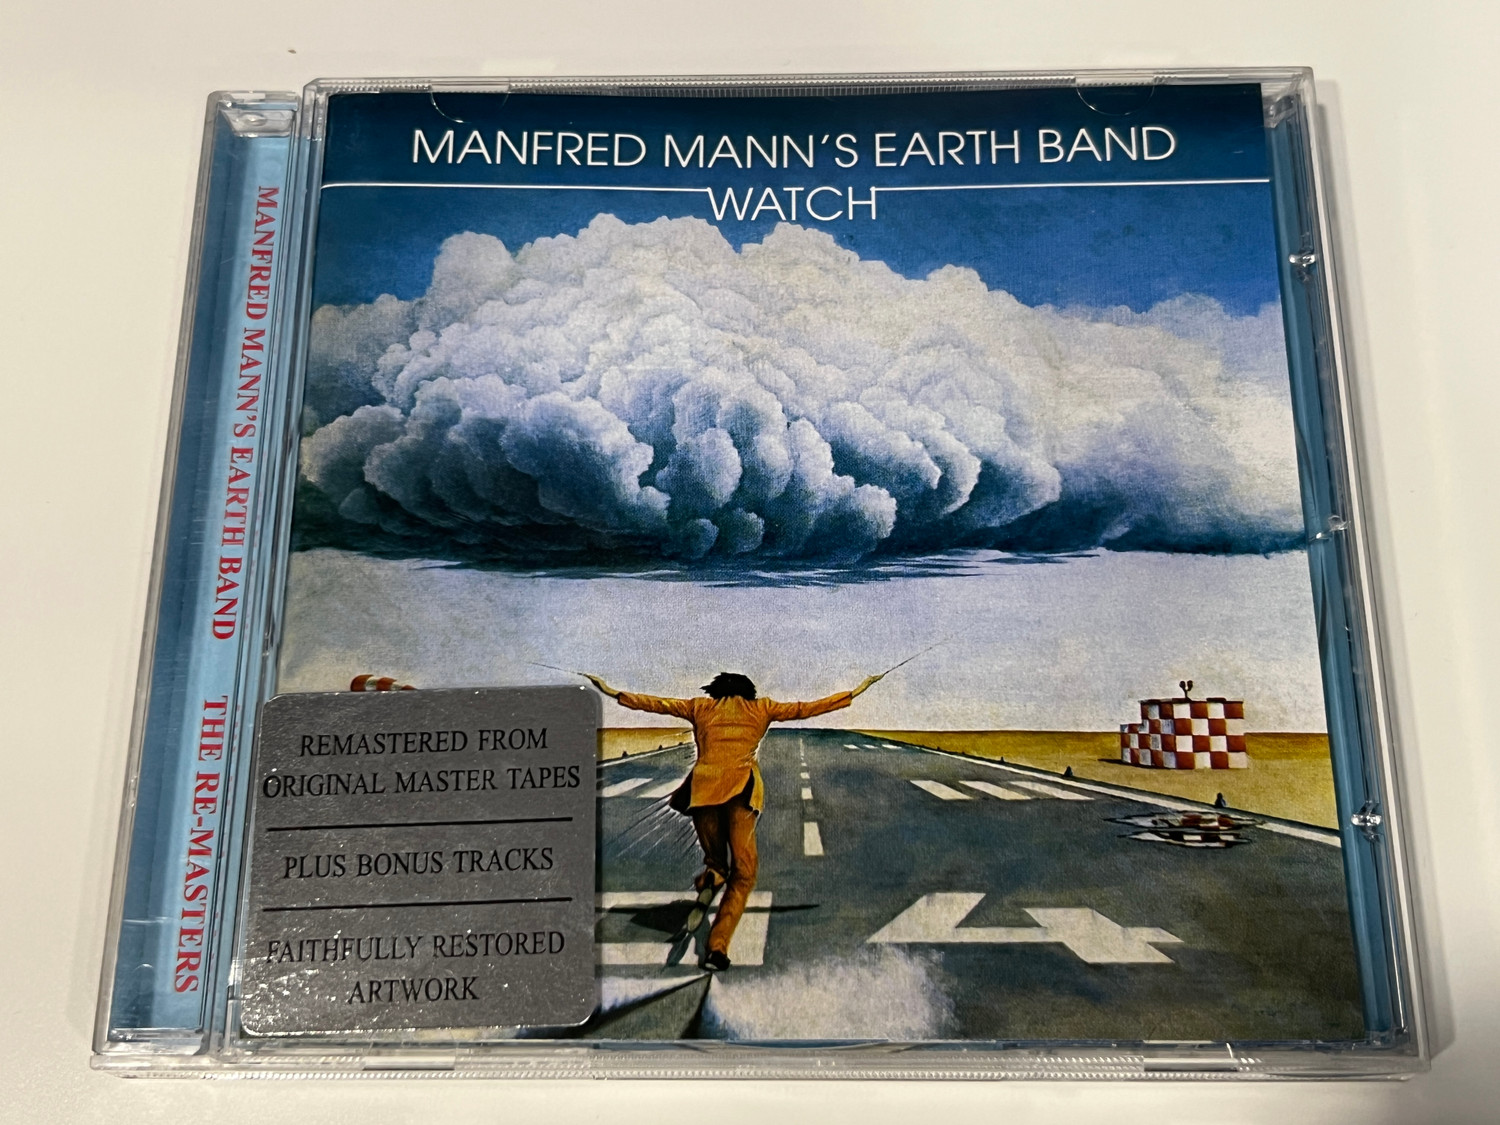 MANFRED MANN'S EARTH BAND
WATCH
MANFRED MANN'S EARTH BAND THE RE-MASTERS
REMASTERED FROM
ORIGINAL MASTER TAPES
PLUS BONUS TRACKS
FAITHFULLY RESTORED
ARTWORK
4